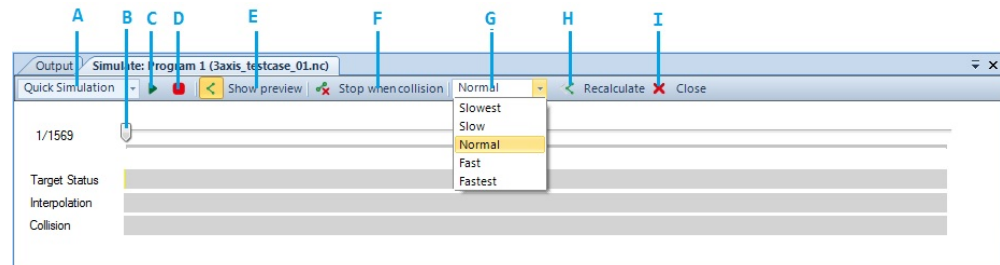 A B C D E F G H I
Output Simulate: Program 1 (3axis_testcase_01.nc)
Quick Simulation Show preview Stop when collision Normal Recalculate Close
Slowest
1/1569
Slow
Normal
Fast
Target Status
Fastest
Interpolation
Collision